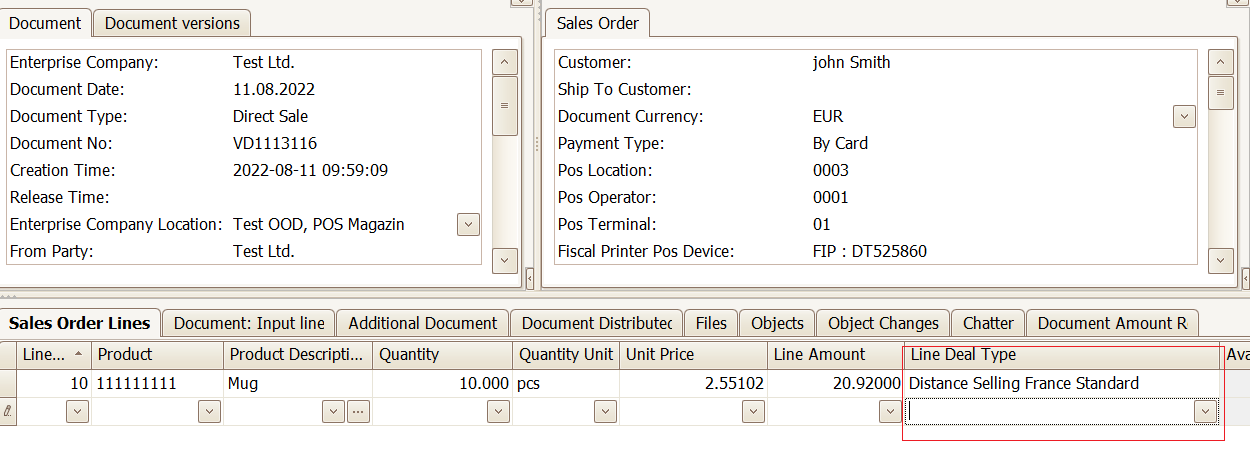 Document Document versions
Enterprise Company: Test Ltd.
Document Date: 11.08.2022
Document Type: Direct Sale
Document No: VD1113116
Creation Time: 2022-08-11 09:59:09
Release Time:
Enterprise Company Location: Test OOD, POS Magazin
From Party: Test Ltd.
Sales Order
Customer: john Smith
Ship To Customer:
Document Currency: EUR
Payment Type: By Card
Pos Location: 0003
Pos Operator: 0001
Pos Terminal: 01
Fiscal Printer Pos Device: FIP : DT525860
Sales Order Lines Document: Input line Additional Document Document Distributed Files Objects Object Changes Chatter Document Amount R
Line... Product Product Descripti... Quantity Quantity Unit Unit Price Line Amount Line Deal Type Ava
10 111111111 Mug 10.000 pcs 2.55102 20.92000 Distance Selling France Standard